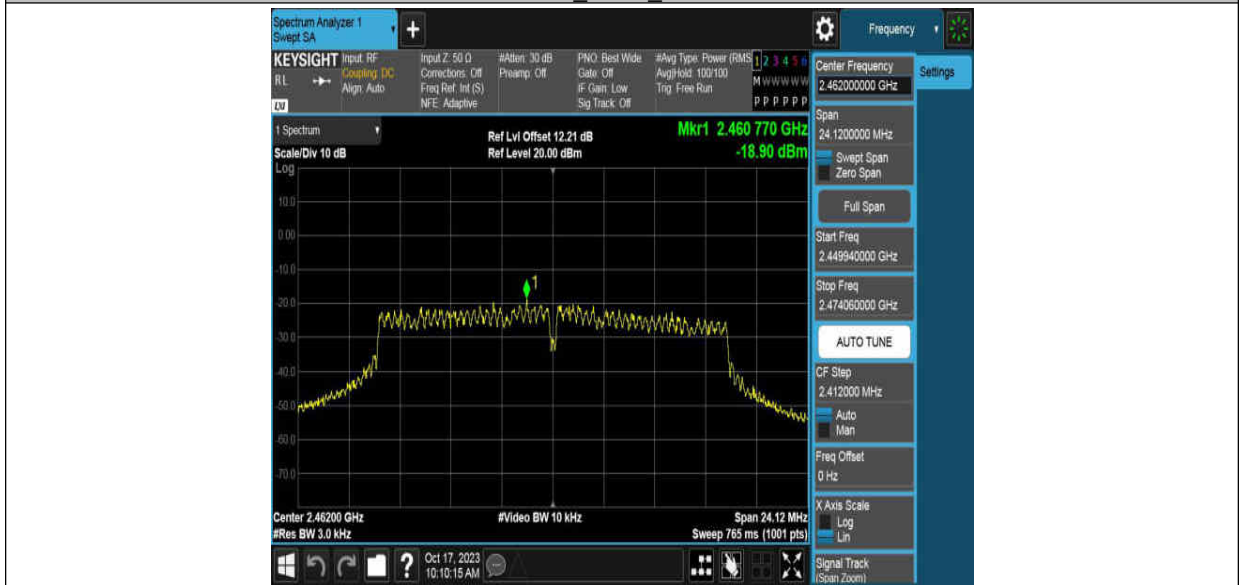 Spectrum Analyzer 1
Swept SA
+
Frequency
KEYSIGHT
RL
Input: RF
Coupling: DC
Align: Auto
Input Z: 50 Ω
Corrections: Off
Freq Ref: Int (S)
NFE: Adaptive
#Atten: 30 dB
Preamp: Off
PNO: Best Wide
Gate: Off
IF Gain: Low
Sig Track: Off
#Avg Type: Power (RMS
Avg|Hold: 100/100
Trig: Free Run
1 2 3 4 5 6
M W W W W W
P P P P P P
1 Spectrum
Scale/Div 10 dB
Ref Lvl Offset 12.21 dB
Ref Level 20.00 dBm
Mkr1 2.460 770 GHz
-18.90 dBm
Log
10.0
0.00
-10.0
-20.0
-30.0
-40.0
-50.0
-60.0
-70.0
1
Center 2.46200 GHz
#Res BW 3.0 kHz
#Video BW 10 kHz
Span 24.12 MHz
Sweep 765 ms (1001 pts)
?
Oct 17, 2023
10:10:15 AM
Center Frequency
2.462000000 GHz
Settings
Span
24.1200000 MHz
Swept Span
Zero Span
Full Span
Start Freq
2.449940000 GHz
Stop Freq
2.474060000 GHz
AUTO TUNE
CF Step
2.412000 MHz
Auto
Man
Freq Offset
0 Hz
X Axis Scale
Log
Lin
Signal Track
(Span Zoom)